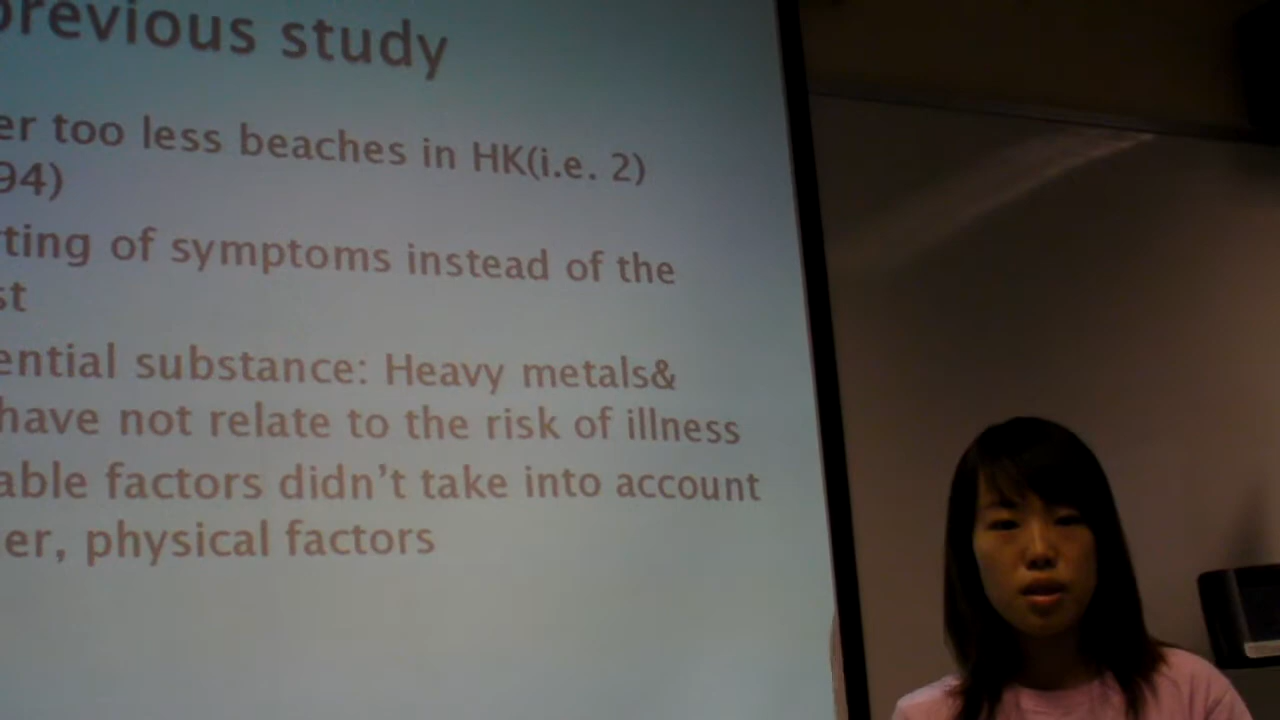 previous study
er too less beaches in HK(i.e. 2)
94)
ting of symptoms instead of the
st
ential substance: Heavy metals&
have not relate to the risk of illness
able factors didn't take into account
er, physical factors